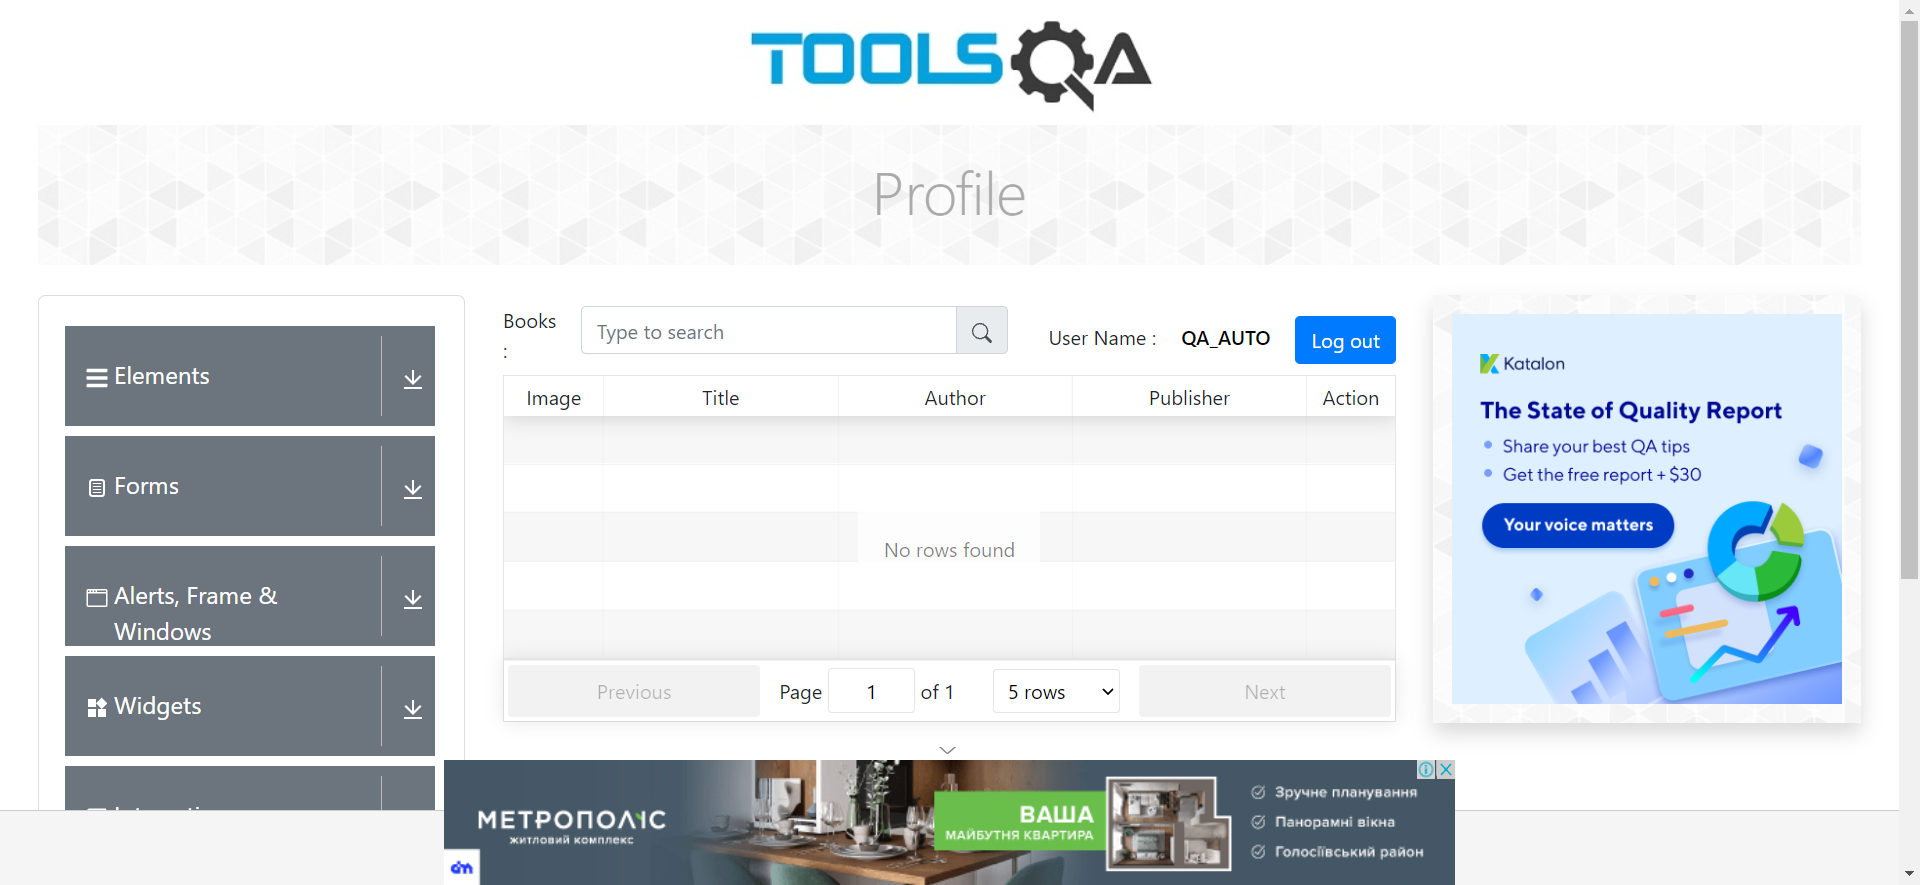 TOOLSQA
Profile
Elements
Forms
Alerts, Frame &
Windows
Widgets
Books
:
Type to search
User Name :
QA_AUTO
Log out
Image
Title
Author
Publisher
Action
No rows found
Previous
Page
1
of 1
5 rows
Next
Katalon
The State of Quality Report
Share your best QA tips
Get the free report + $30
Your voice matters
МЕТРОПОЛІС
ЖИТЛОВИЙ КОМПЛЕКС
dm
ВАША
МАЙБУТНЯ КВАРТИРА
Зручне планування
Панорамні вікна
Голосіївський район